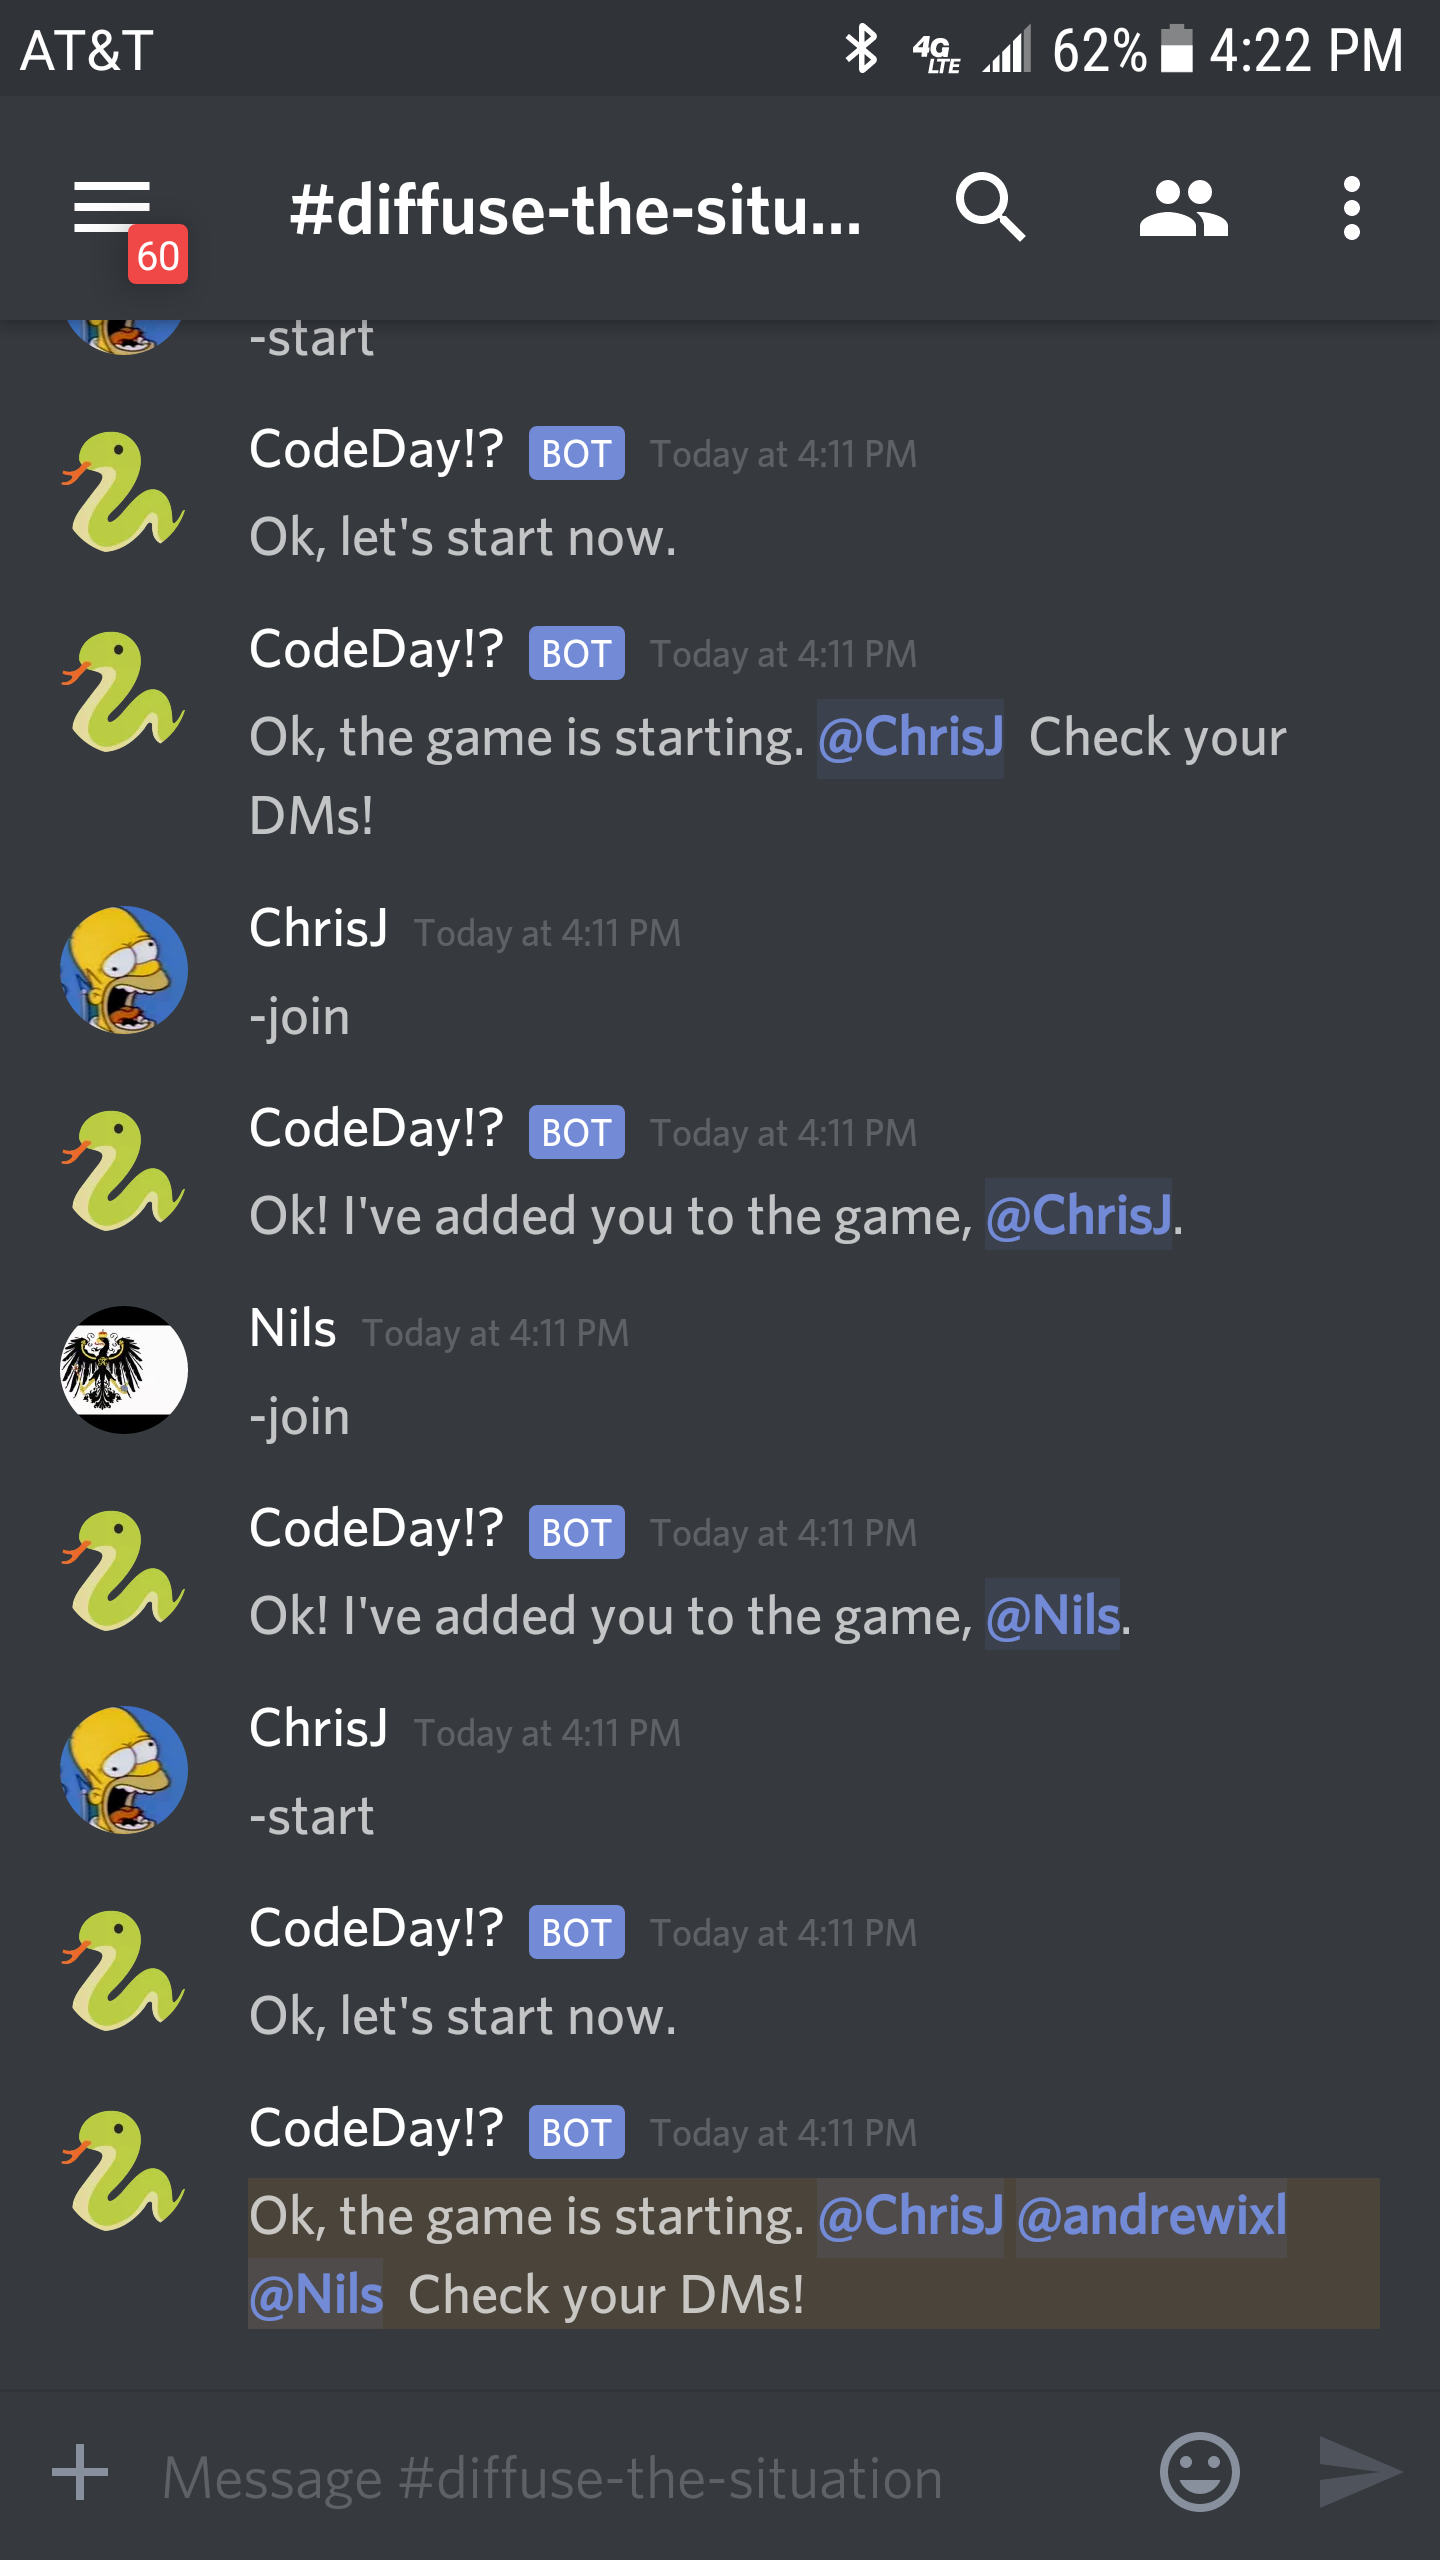 AT&T 4G LTE 62% 4:22 PM
60 #diffuse-the-situ...
-start
CodeDay!? BOT Today at 4:11 PM
Ok, let's start now.
CodeDay!? BOT Today at 4:11 PM
Ok, the game is starting. @ChrisJ Check your
DMs!
ChrisJ Today at 4:11 PM
-join
CodeDay!? BOT Today at 4:11 PM
Ok! I've added you to the game, @ChrisJ.
Nils Today at 4:11 PM
-join
CodeDay!? BOT Today at 4:11 PM
Ok! I've added you to the game, @Nils.
ChrisJ Today at 4:11 PM
-start
CodeDay!? BOT Today at 4:11 PM
Ok, let's start now.
CodeDay!? BOT Today at 4:11 PM
Ok, the game is starting. @ChrisJ @andrewixl
@Nils Check your DMs!
Message #diffuse-the-situation